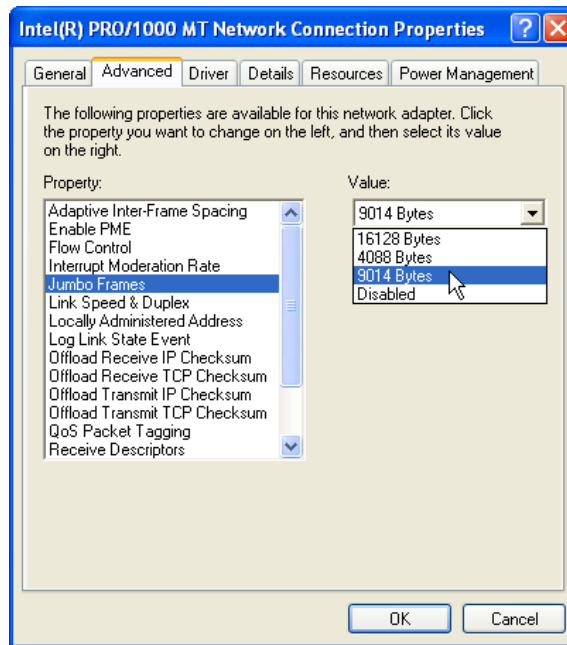 Intel(R) PRO/1000 MT Network Connection Properties
General Advanced Driver Details Resources Power Management
The following properties are available for this network adapter. Click
the property you want to change on the left, and then select its value
on the right.
Property:
Value:
Adaptive Inter-Frame Spacing
Enable PME
Flow Control
Interrupt Moderation Rate
Jumbo Frames
Link Speed & Duplex
Locally Administered Address
Log Link State Event
Offload Receive IP Checksum
Offload Receive TCP Checksum
Offload Transmit IP Checksum
Offload Transmit TCP Checksum
QoS Packet Tagging
Receive Descriptors
9014 Bytes
16128 Bytes
4088 Bytes
9014 Bytes
Disabled
OK
Cancel